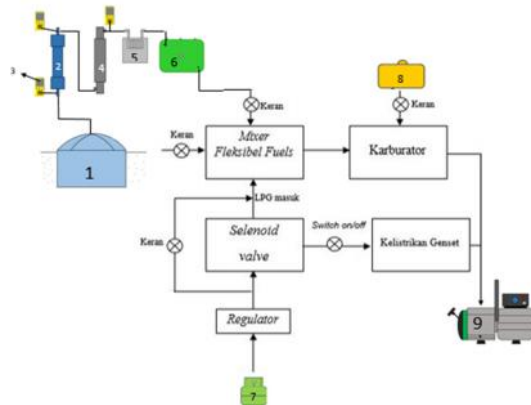 3
2
4
5
6
8
Keran
Keran
1
Keran
Mixer
Fleksibel Fuels
Karburator
LPG masuk
Keran
Selenoid
valve
Switch on/off
Kelistrikan Genset
9
Regulator
7